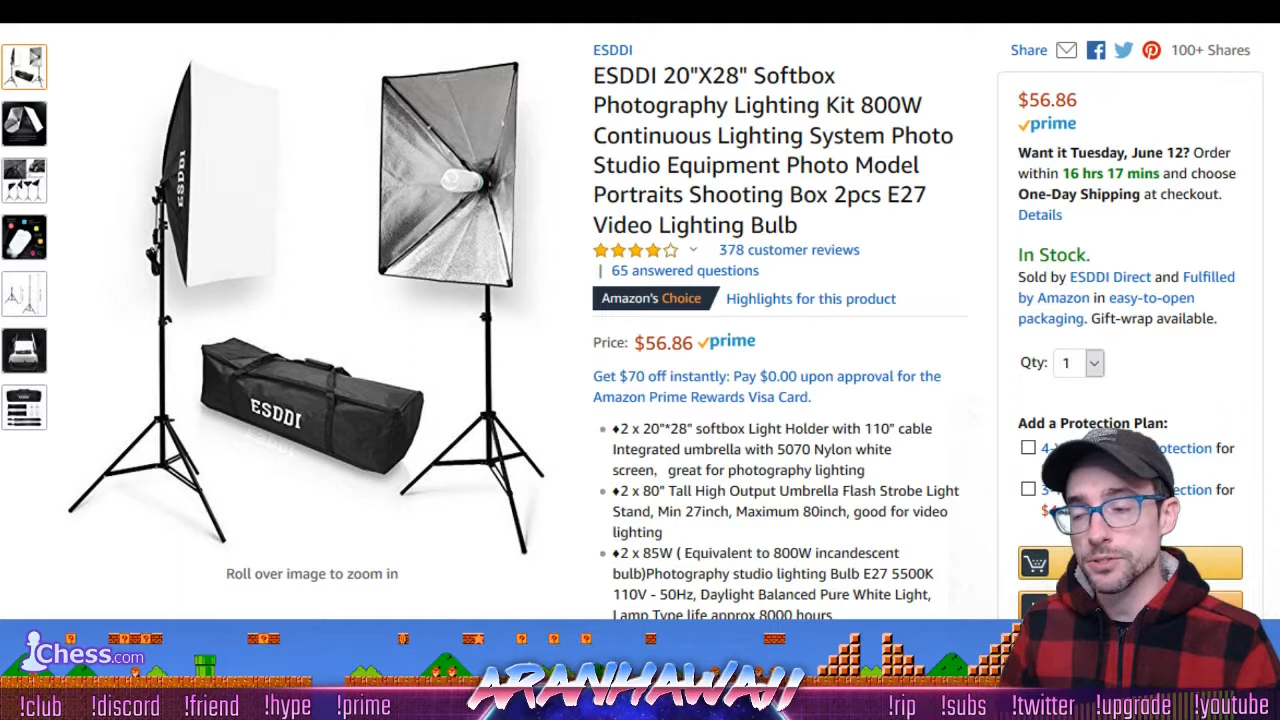 ESDDI
ESDDI
Roll over image to zoom in
ESDDI
ESDDI 20"X28" Softbox
Photography Lighting Kit 800W
Continuous Lighting System Photo
Studio Equipment Photo Model
Portraits Shooting Box 2pcs E27
Video Lighting Bulb
378 customer reviews
| 65 answered questions
Amazon's Choice Highlights for this product
Price: $56.86 prime
Get $70 off instantly: Pay $0.00 upon approval for the
Amazon Prime Rewards Visa Card.
♦2 x 20"*28" softbox Light Holder with 110" cable
Integrated umbrella with 5070 Nylon white
screen, great for photography lighting
♦2 x 80" Tall High Output Umbrella Flash Strobe Light
Stand, Min 27inch, Maximum 80inch, good for video
lighting
♦2 x 85W ( Equivalent to 800W incandescent
bulb)Photography studio lighting Bulb E27 5500K
110V - 50Hz, Daylight Balanced Pure White Light,
Lamp Type life approx 8000 hours
Share 100+ Shares
$56.86
prime
Want it Tuesday, June 12? Order
within 16 hrs 17 mins and choose
One-Day Shipping at checkout.
Details
In Stock.
Sold by ESDDI Direct and Fulfilled
by Amazon in easy-to-open
packaging. Gift-wrap available.
Qty: 1
Add a Protection Plan:
for
for
Chess.com
ARANHAWAII
!club !discord !friend !hype !prime !rip !subs !twitter !upgrade !youtube